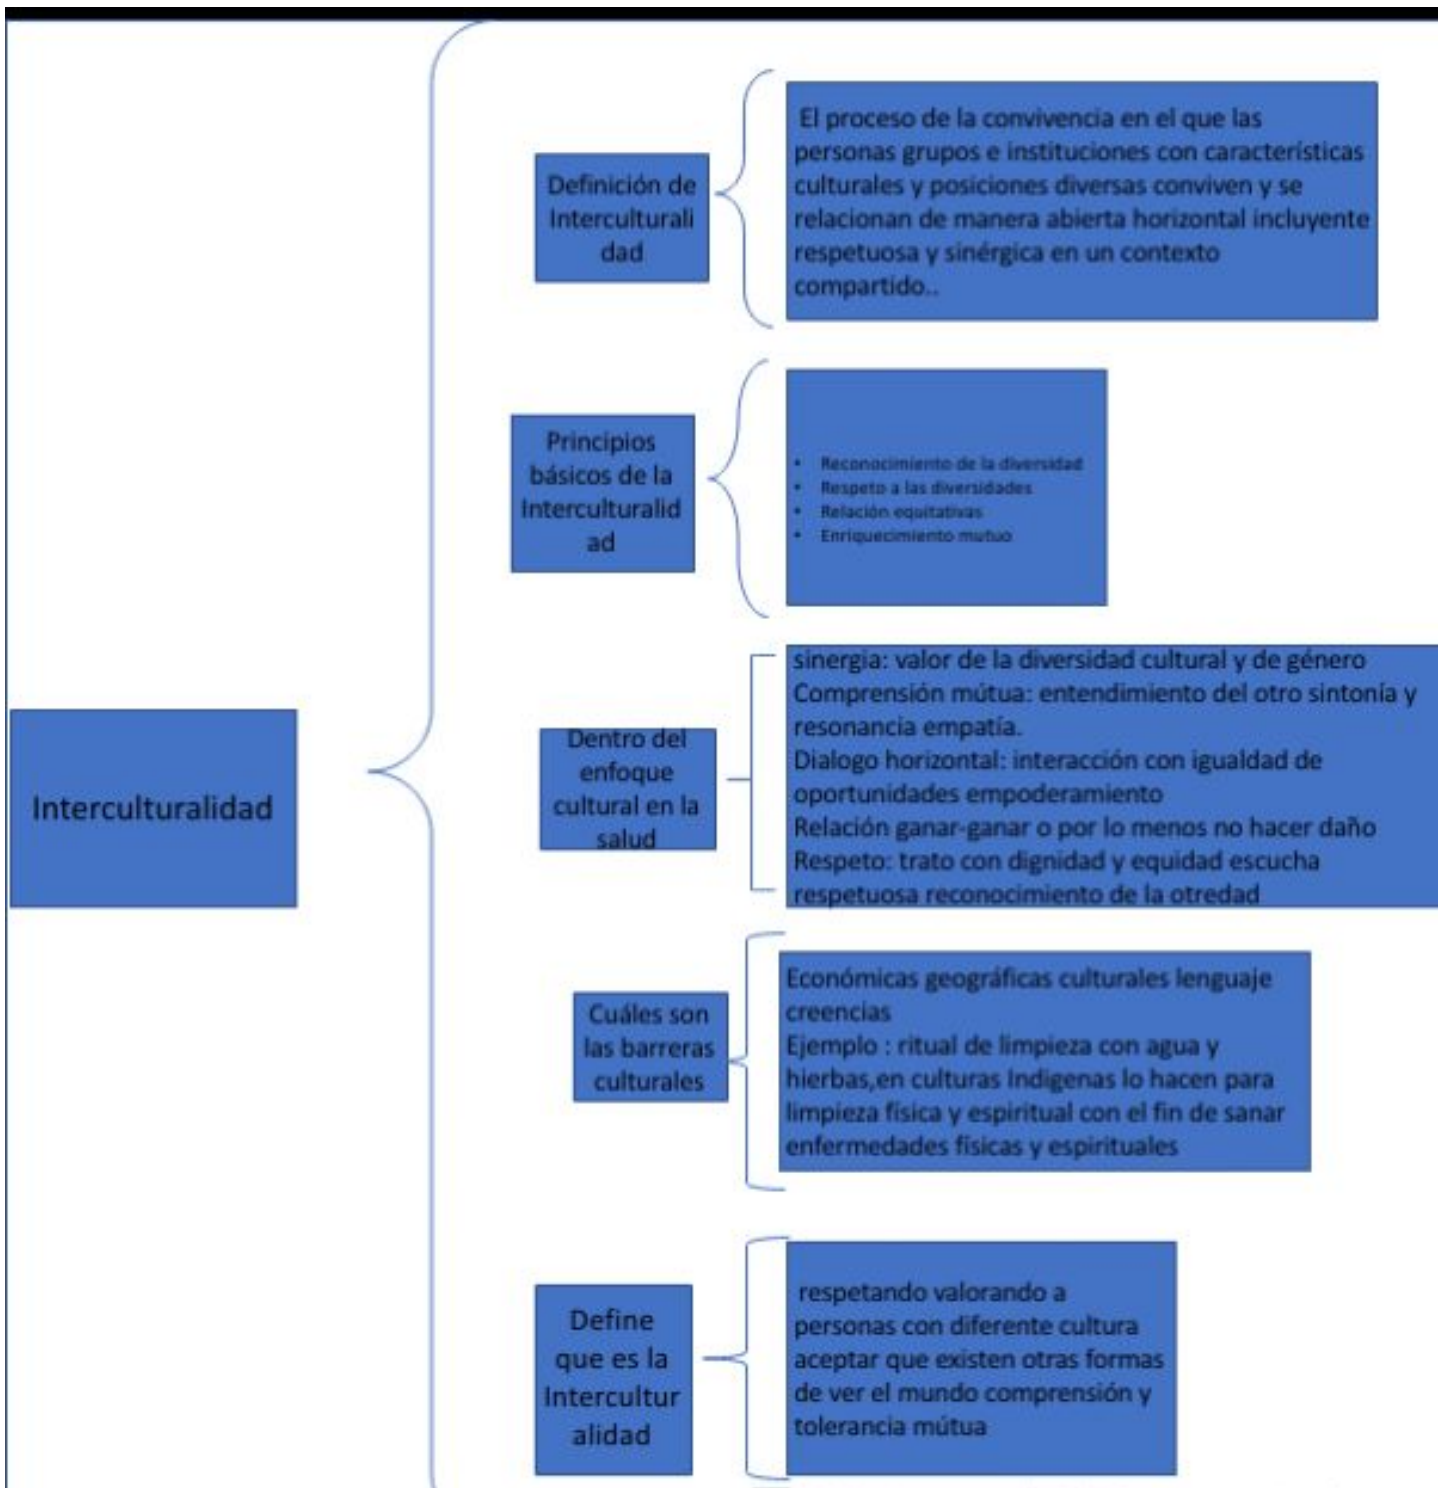 Interculturalidad
Definición de
Interculturali
dad
El proceso de la convivencia en el que las
personas grupos e instituciones con características
culturales y posiciones diversas conviven y se
relacionan de manera abierta horizontal incluyente
respetuosa y sinérgica en un contexto
compartido..
Principios
básicos de la
Interculturalid
ad
• Reconocimiento de la diversidad
• Respeto a las diversidades
• Relación equitativas
• Enriquecimiento mutuo
Dentro del
enfoque
cultural en la
salud
sinergia: valor de la diversidad cultural y de género
Comprensión mútua: entendimiento del otro sintonía y
resonancia empatía.
Dialogo horizontal: interacción con igualdad de
oportunidades empoderamiento
Relación ganar-ganar o por lo menos no hacer daño
Respeto: trato con dignidad y equidad escucha
respetuosa reconocimiento de la otredad
Cuáles son
las barreras
culturales
Económicas geográficas culturales lenguaje
creencias
Ejemplo : ritual de limpieza con agua y
hierbas,en culturas Indigenas lo hacen para
limpieza física y espiritual con el fin de sanar
enfermedades físicas y espirituales
Define
que es la
Intercultur
alidad
respetando valorando a
personas con diferente cultura
aceptar que existen otras formas
de ver el mundo comprensión y
tolerancia mútua